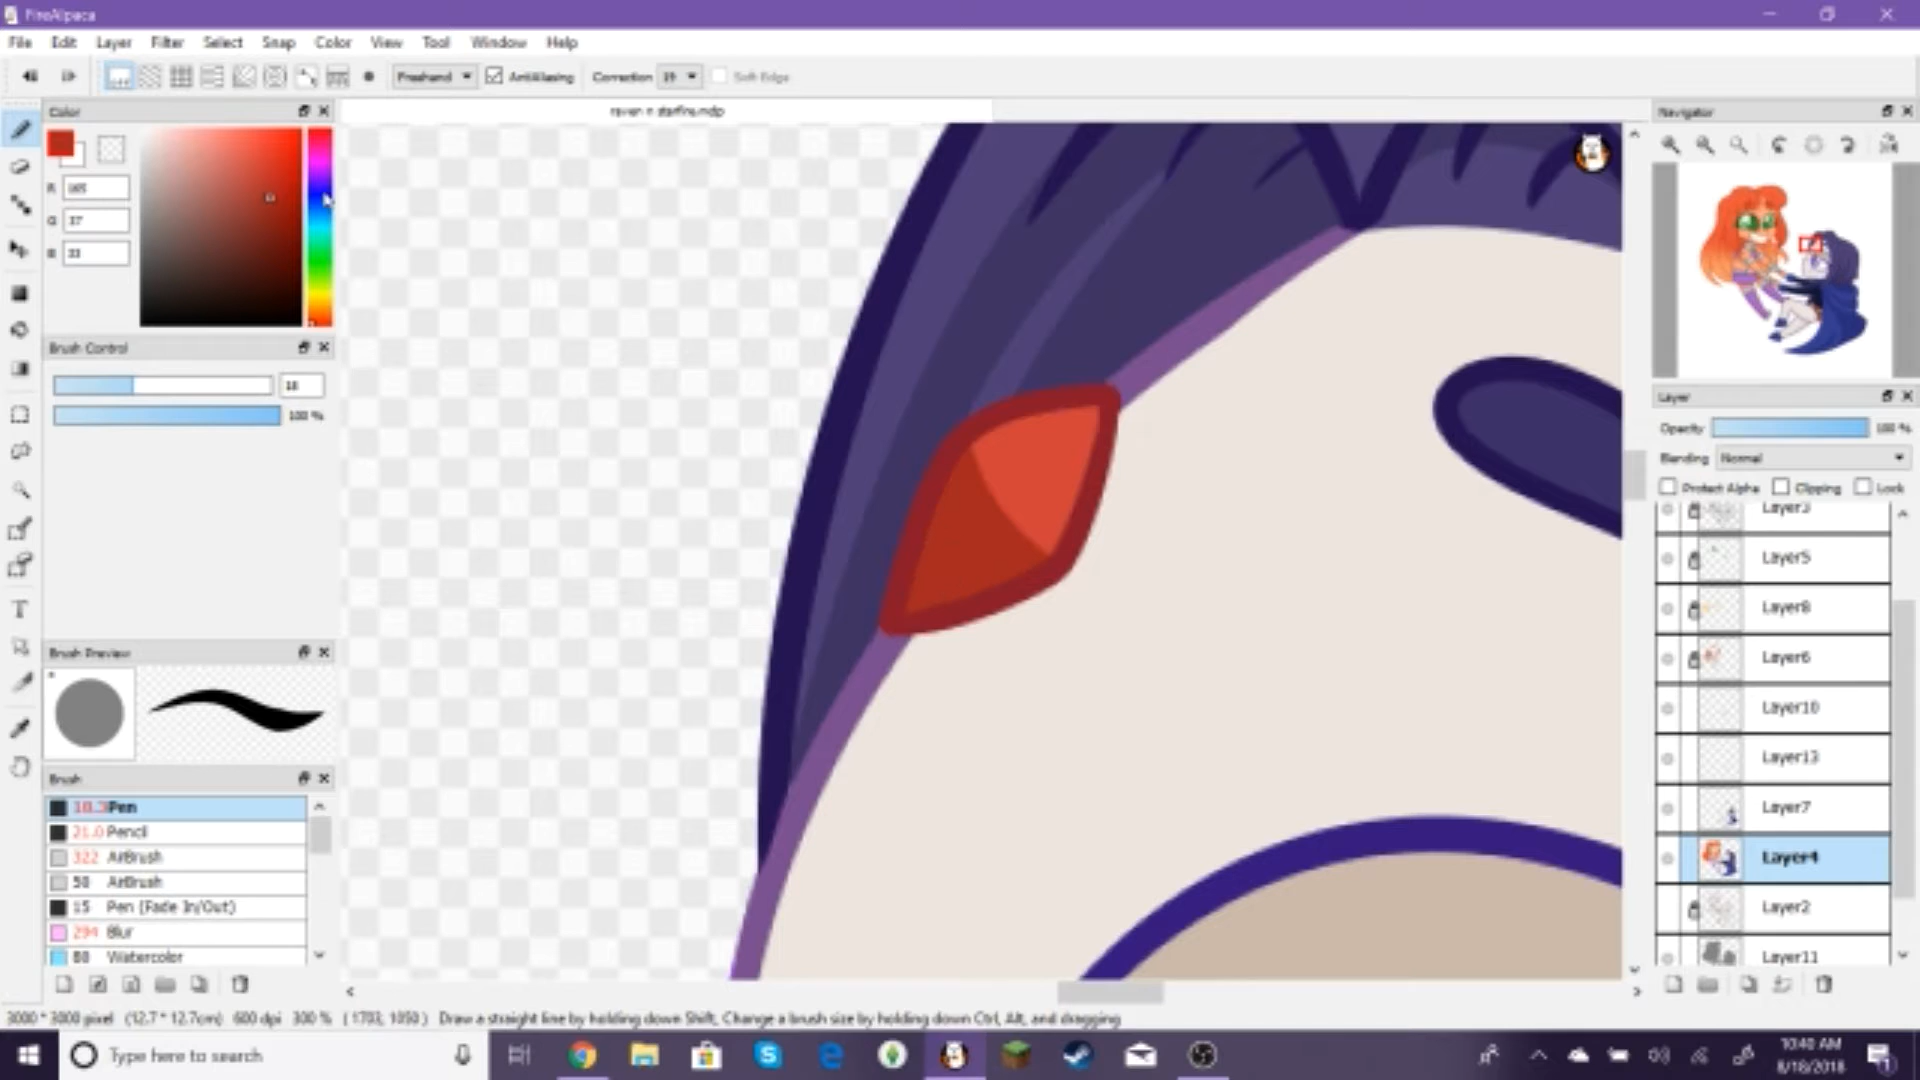 FireAlpaca
File Edit Layer Filter Select Snap Color View Tool Window Help
Freehand AntiAliasing Correction Soft Edge
Color
raven n starfire.mdp
Navigator
R
G 37
B 33
Brush Control
18
100 %
Layer
Opacity 100 %
Blending Normal
Protect Alpha Clipping Lock
Layer3
Layer5
Layer8
Layer6
Layer10
Layer13
Layer7
Layer4
Layer2
Layer11
Brush Preview
Brush
18.3 Pen
21.0 Pencil
322 AirBrush
50 AirBrush
15 Pen (Fade In/Out)
294 Blur
80 Watercolor
T
3000 * 3000 pixel (12.7 * 12.7cm) 600 dpi 300 % ( 1703, 1050 ) Draw a straight line by holding down Shift, Change a brush size by holding down Ctrl, Alt, and dragging
Type here to search
10:40 AM
8/18/2018